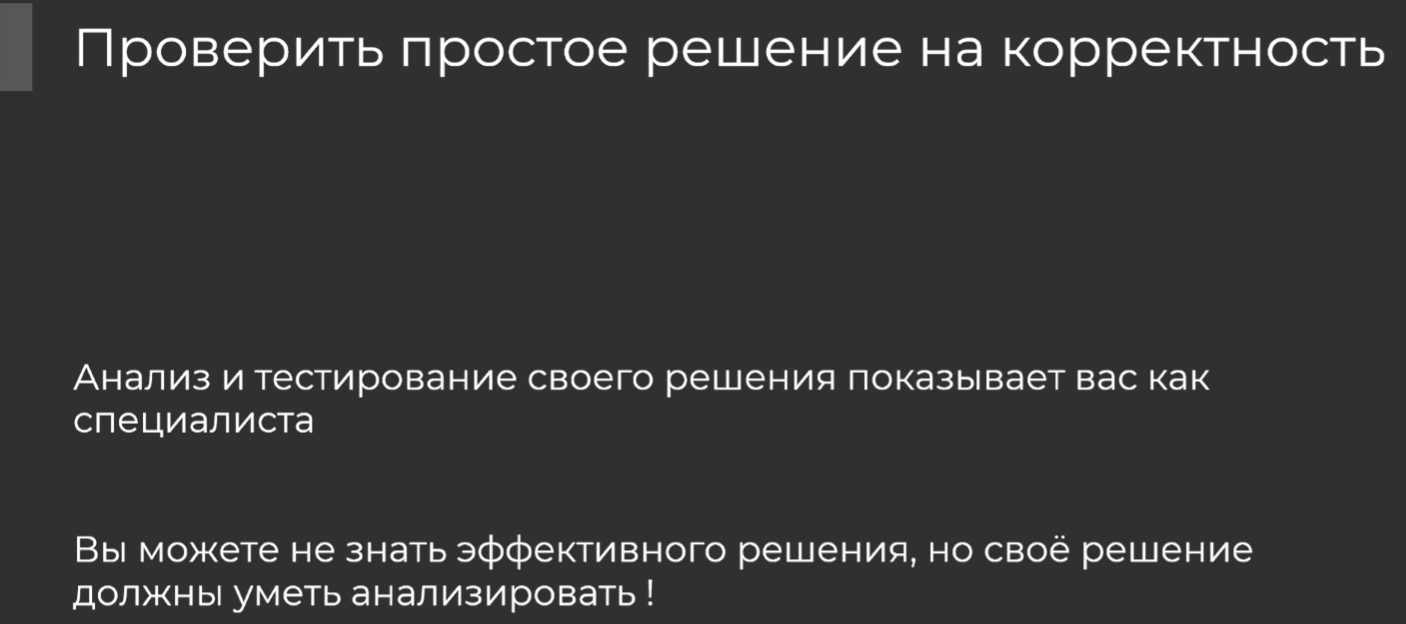 Проверить простое решение на корректность
Анализ и тестирование своего решения показывает вас как
специалиста
Вы можете не знать эффективного решения, но своё решение
должны уметь анализировать !